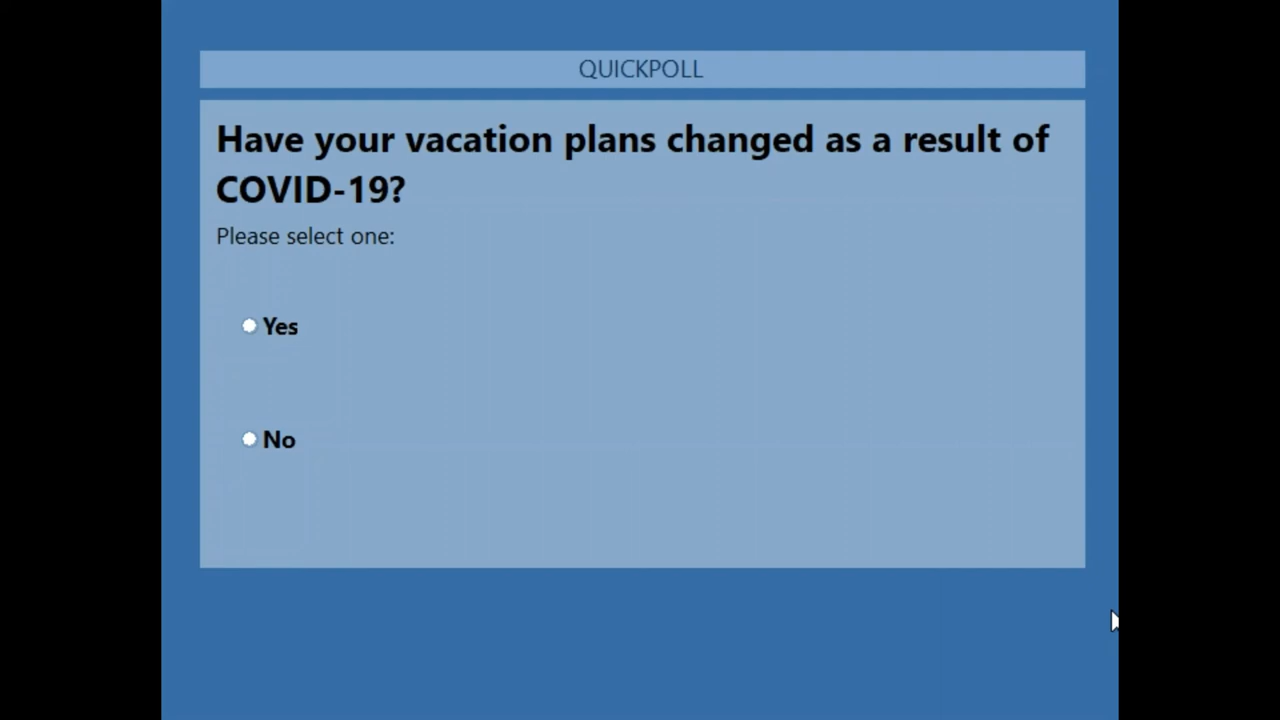 QUICKPOLL
Have your vacation plans changed as a result of
COVID-19?
Please select one:
Yes
No